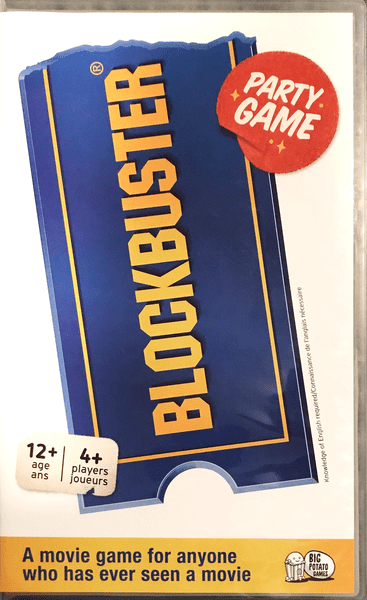 PARTY
GAME
BLOCKBUSTER®
Knowledge of English required/Connaissance de l'anglais nécessaire
12+
age
ans
4+
players
joueurs
A movie game for anyone
who has ever seen a movie
BIG
POTATO
GAMES